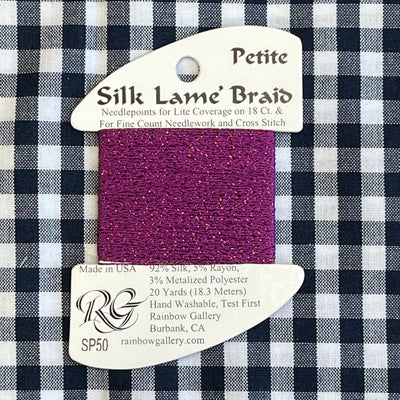 Petite
Silk Lame' Braid
Needlepoints for Lite Coverage on 18 Ct. &
For Fine Count Needlework and Cross Stitch
Made in USA
92% Silk, 5% Rayon,
3% Metalized Polyester
20 Yards (18.3 Meters)
Hand Washable, Test First
Rainbow Gallery
Burbank, CA
rainbowgallery.com
RG
SP50